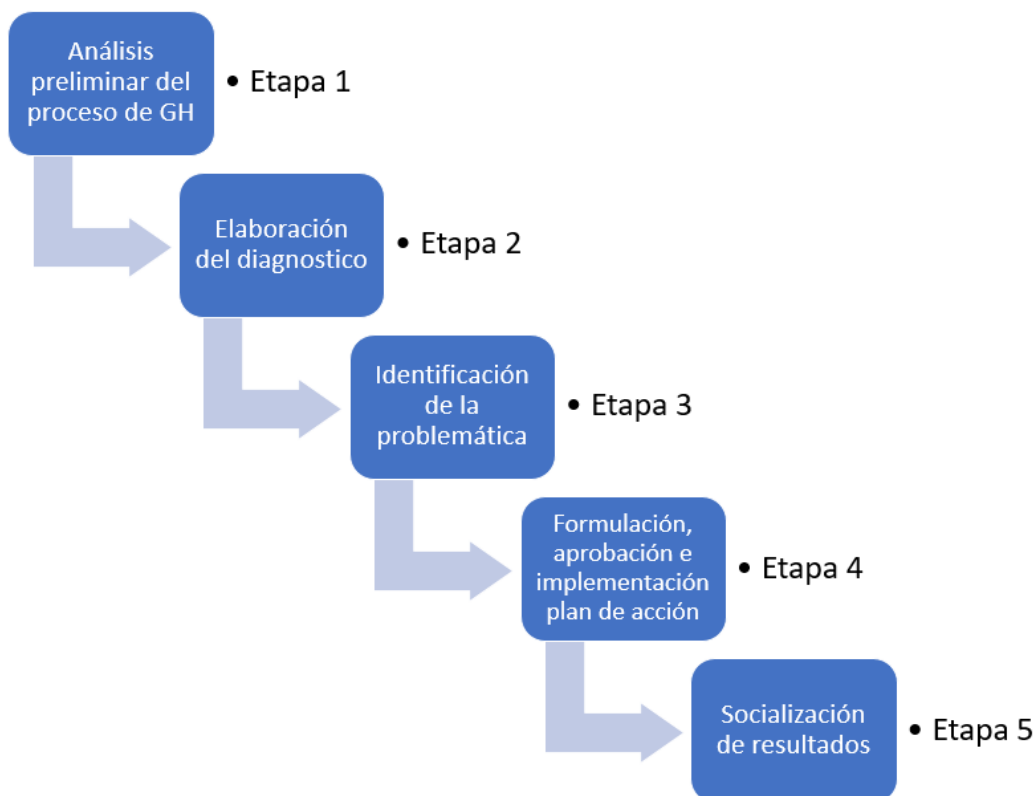 Análisis
preliminar del
proceso de GH
• Etapa 1
Elaboración
del diagnostico
• Etapa 2
Identificación
de la
problemática
• Etapa 3
Formulación,
aprobación e
implementación
plan de acción
• Etapa 4
Socialización
de resultados
• Etapa 5